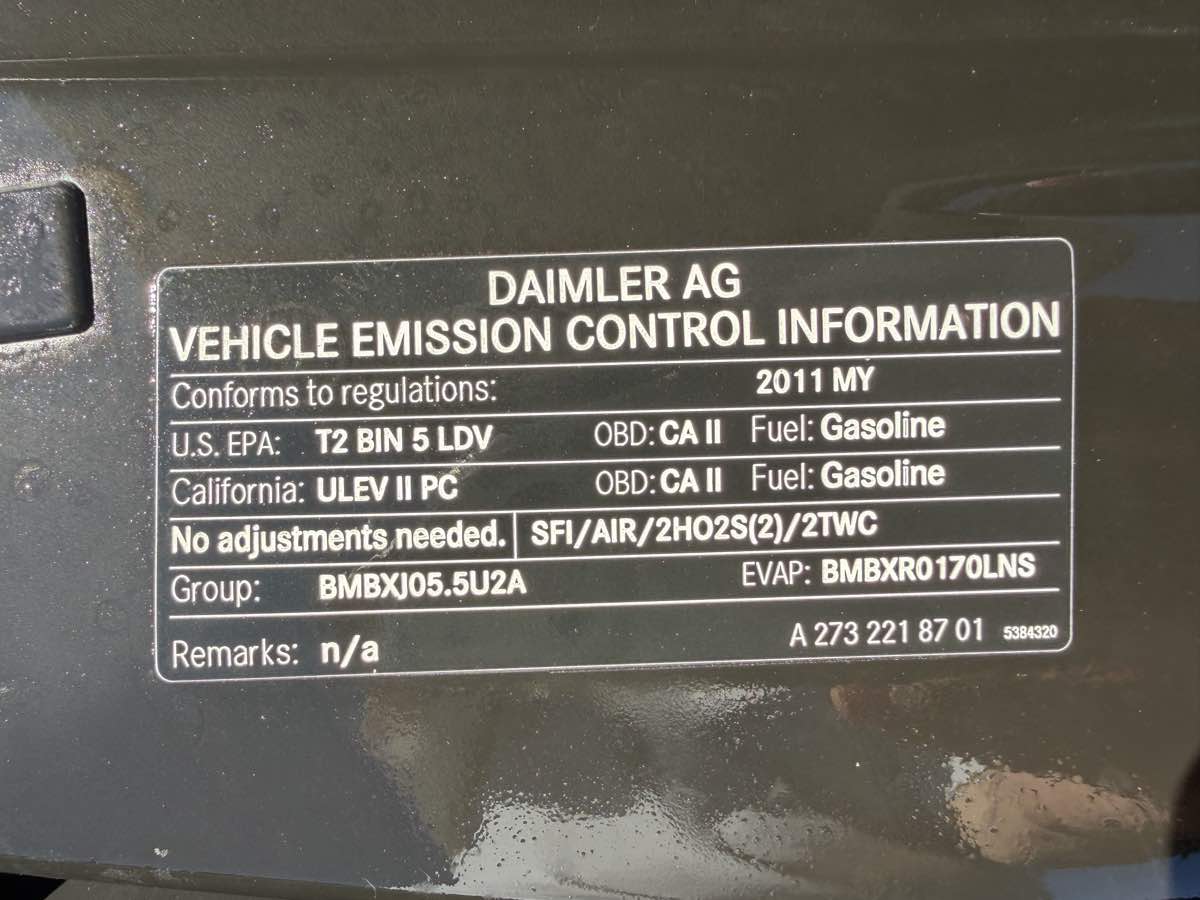 DAIMLER AG
VEHICLE EMISSION CONTROL INFORMATION
Conforms to regulations: 2011 MY
U.S. EPA: T2 BIN 5 LDV OBD: CA II Fuel: Gasoline
California: ULEV II PC OBD: CA II Fuel: Gasoline
No adjustments needed. SFI/AIR/2HO2S(2)/2TWC
Group: BMBXJ05.5U2A EVAP: BMBXR0170LNS
Remarks: n/a A 273 221 87 01 5384320